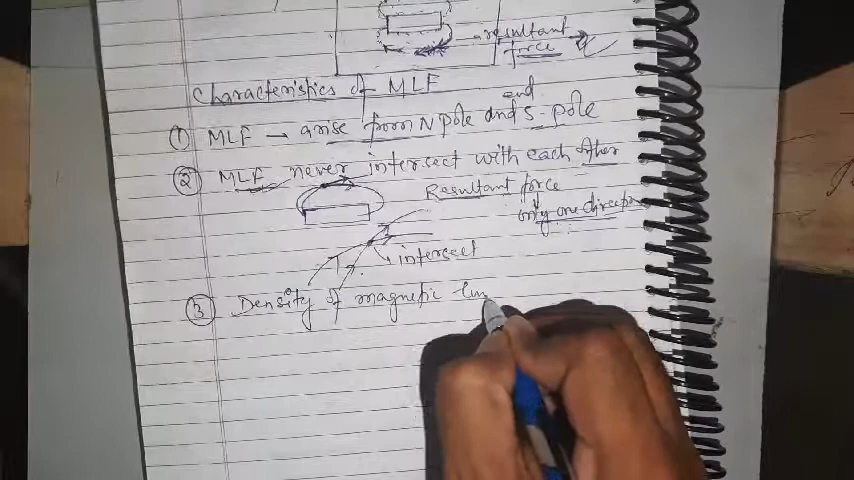 resultant
force
Characteristics of MLF
① MLF → arise from N pole and end S-pole
② MLF never intersect with each other
Resultant force
only one direction
intersect
③ Density of magnetic lin